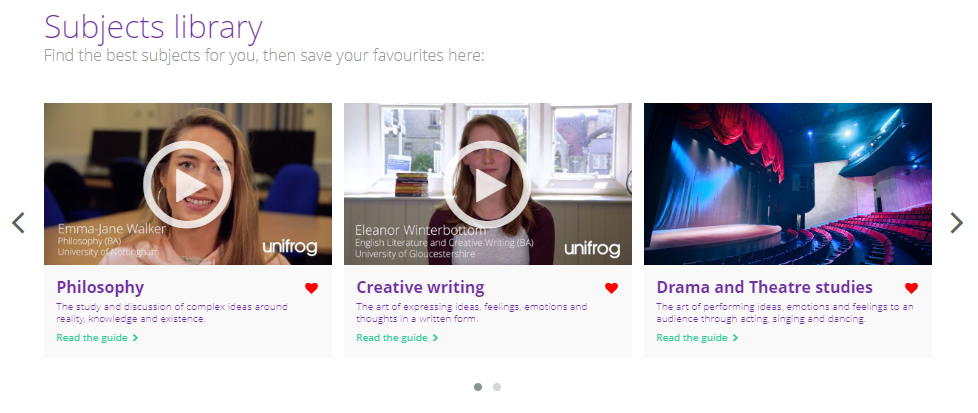 Subjects library
Find the best subjects for you, then save your favourites here:
Emma-Jane Walker
Philosophy (BA)
University of Nottingham
unifrog
Eleanor Winterbottom
English Literature and Creative Writing (BA)
University of Gloucestershire
unifrog
Philosophy
The study and discussion of complex ideas around
reality, knowledge and existence.
Read the guide
Creative writing
The art of expressing ideas, feelings, emotions and
thoughts in a written form.
Read the guide
Drama and Theatre studies
The art of performing ideas, emotions and feelings to an
audience through acting, singing and dancing.
Read the guide